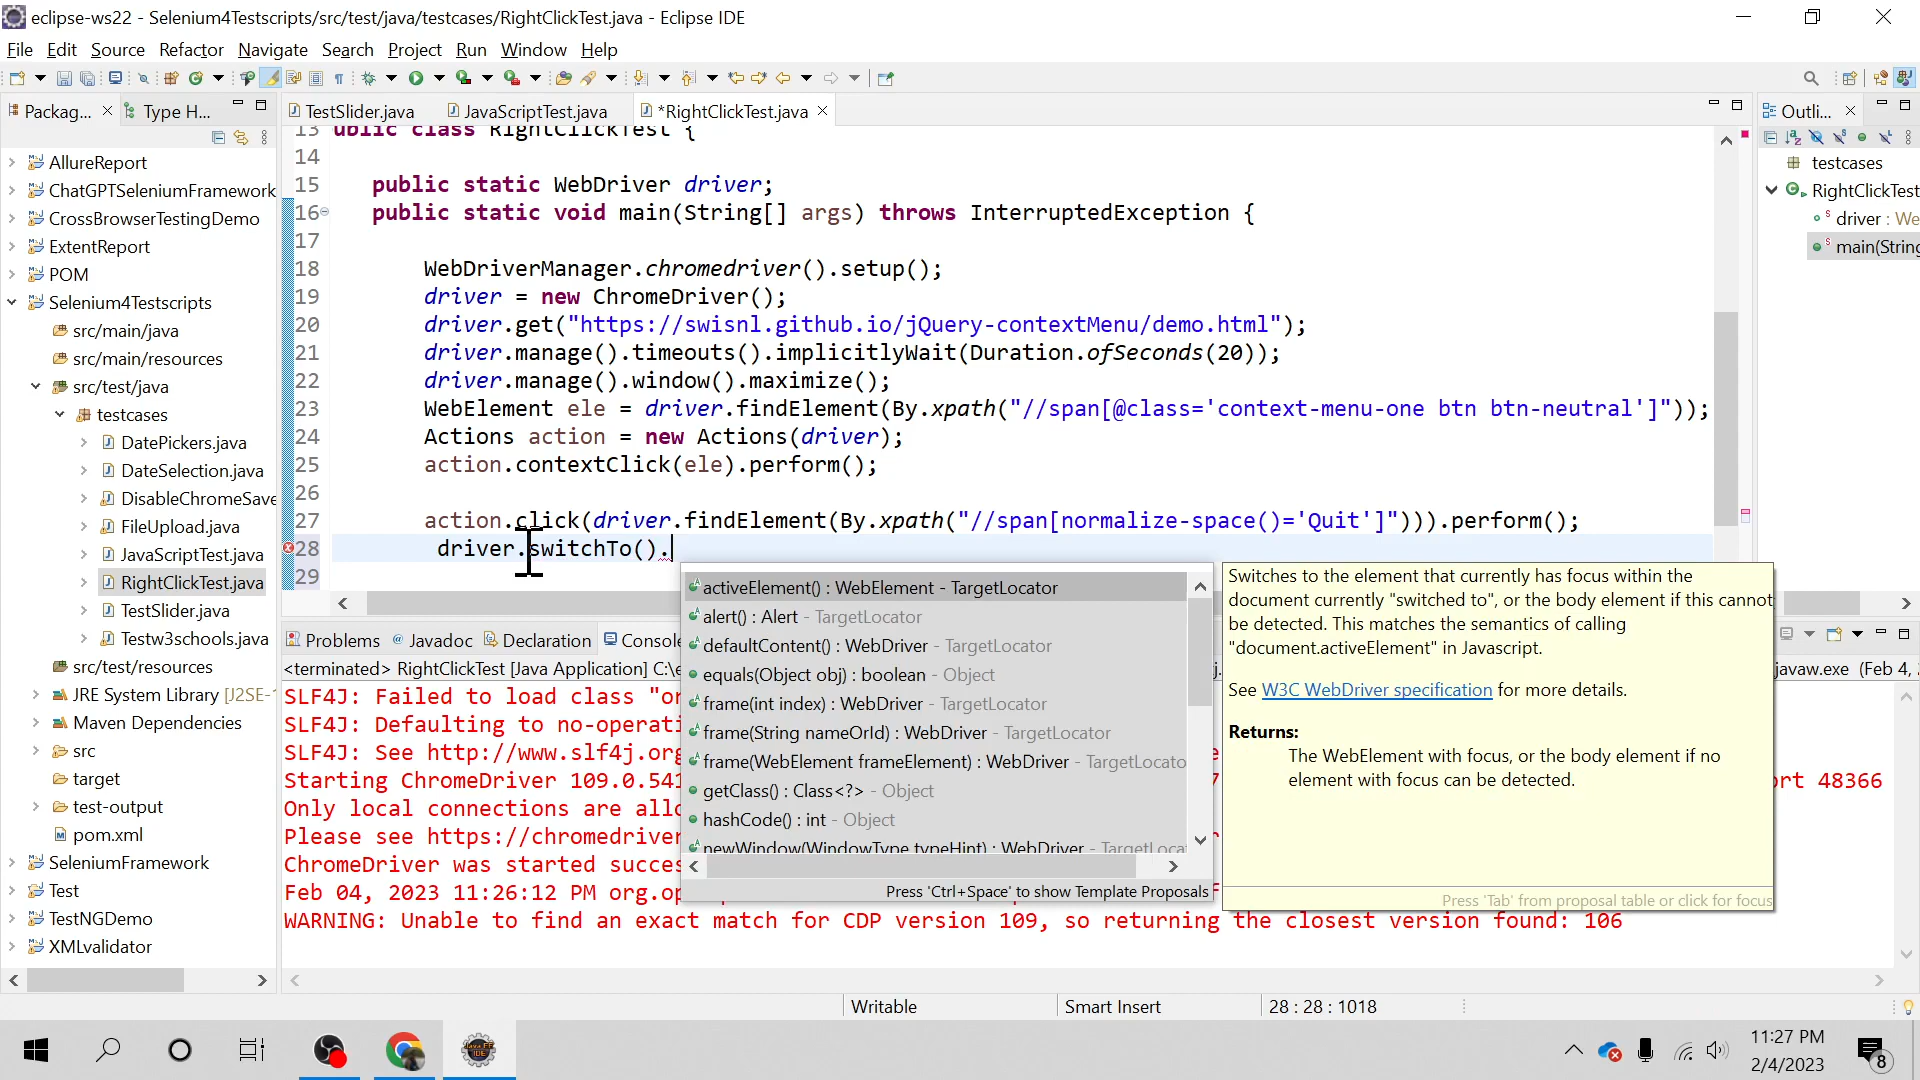 eclipse-ws22 - Selenium4Testscripts/src/test/java/testcases/RightClickTest.java - Eclipse IDE
File Edit Source Refactor Navigate Search Project Run Window Help
Packag... Type H...
TestSlider.java JavaScriptTest.java *RightClickTest.java
Outli...
AllureReport
ChatGPTSeleniumFramework
CrossBrowserTestingDemo
ExtentReport
POM
Selenium4Testscripts
src/main/java
src/main/resources
src/test/java
testcases
DatePickers.java
DateSelection.java
DisableChromeSave
FileUpload.java
JavaScriptTest.java
RightClickTest.java
TestSlider.java
Testw3schools.java
src/test/resources
JRE System Library [J2SE-
Maven Dependencies
src
target
test-output
pom.xml
SeleniumFramework
Test
TestNGDemo
XMLvalidator
13 ublic class RightClickTest {
14
15 public static WebDriver driver;
16 public static void main(String[] args) throws InterruptedException {
17
18 WebDriverManager.chromedriver().setup();
19 driver = new ChromeDriver();
20 driver.get("https://swisnl.github.io/jQuery-contextMenu/demo.html");
21 driver.manage().timeouts().implicitlyWait(Duration.ofSeconds(20));
22 driver.manage().window().maximize();
23 WebElement ele = driver.findElement(By.xpath("//span[@class='context-menu-one btn btn-neutral']"));
24 Actions action = new Actions(driver);
25 action.contextClick(ele).perform();
26
27 action.click(driver.findElement(By.xpath("//span[normalize-space()='Quit']"))).perform();
28 driver.switchTo().
29
activeElement() : WebElement - TargetLocator
alert() : Alert - TargetLocator
defaultContent() : WebDriver - TargetLocator
equals(Object obj) : boolean - Object
frame(int index) : WebDriver - TargetLocator
frame(String nameOrId) : WebDriver - TargetLocator
frame(WebElement frameElement) : WebDriver - TargetLocato
getClass() : Class<?> - Object
hashCode() : int - Object
newWindow(WindowType typeHint) : WebDriver - TargetLocat
Press 'Ctrl+Space' to show Template Proposals
Switches to the element that currently has focus within the
document currently "switched to", or the body element if this cannot
be detected. This matches the semantics of calling
"document.activeElement" in Javascript.
See W3C WebDriver specification for more details.
Returns:
The WebElement with focus, or the body element if no
element with focus can be detected.
Press 'Tab' from proposal table or click for focus
testcases
RightClickTest
driver : We
main(String
Problems Javadoc Declaration Console
<terminated> RightClickTest [Java Application] C:\e
javaw.exe (Feb 4,
SLF4J: Failed to load class "or
SLF4J: Defaulting to no-operati
SLF4J: See http://www.slf4j.org
Starting ChromeDriver 109.0.541
rt 48366
Only local connections are allo
Please see https://chromedriver
ChromeDriver was started succes
Feb 04, 2023 11:26:12 PM org.op
WARNING: Unable to find an exact match for CDP version 109, so returning the closest version found: 106
Writable Smart Insert 28 : 28 : 1018
11:27 PM
2/4/2023
8